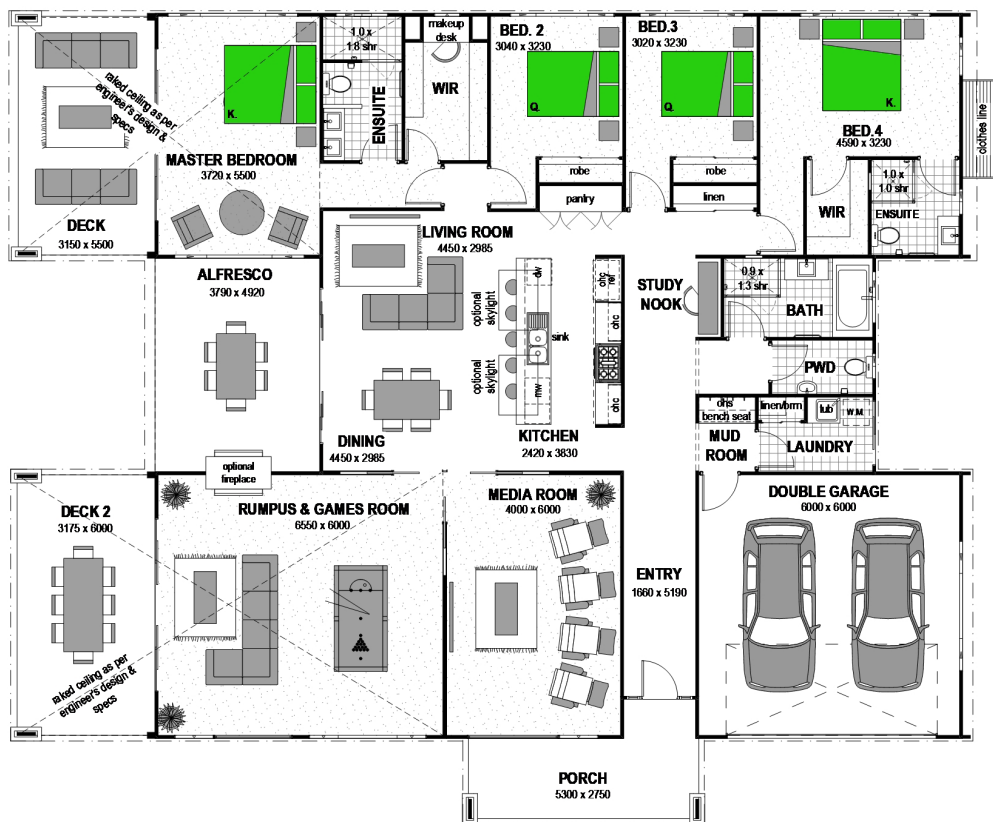 makeup
desk
1.0 x
1.8 shr
WIR
ENSUITE
BED. 2
3040 x 3230
BED.3
3020 x 3230
K.
Q.
Q.
K.
BED.4
4590 x 3230
clothes line
raked ceiling as per
engineer's design &
specs
MASTER BEDROOM
3720 x 5500
robe
robe
pantry
linen
1.0 x
1.0 shr
WIR
ENSUITE
DECK
3150 x 5500
LIVING ROOM
4450 x 2985
ALFRESCO
3790 x 4920
dw
ohc
ref
STUDY
NOOK
0.9 x
1.3 shr
BATH
optional
skylight
sink
ohc
optional
skylight
mw
ohc
PWD
DINING
4450 x 2985
KITCHEN
2420 x 3830
ohs
bench seat
linen/brm
tub
W.M.
MUD
ROOM
LAUNDRY
optional
fireplace
DECK 2
3175 x 6000
RUMPUS & GAMES ROOM
6550 x 6000
MEDIA ROOM
4000 x 6000
DOUBLE GARAGE
6000 x 6000
ENTRY
1660 x 5190
raked ceiling as per
engineer's design &
specs
PORCH
5300 x 2750